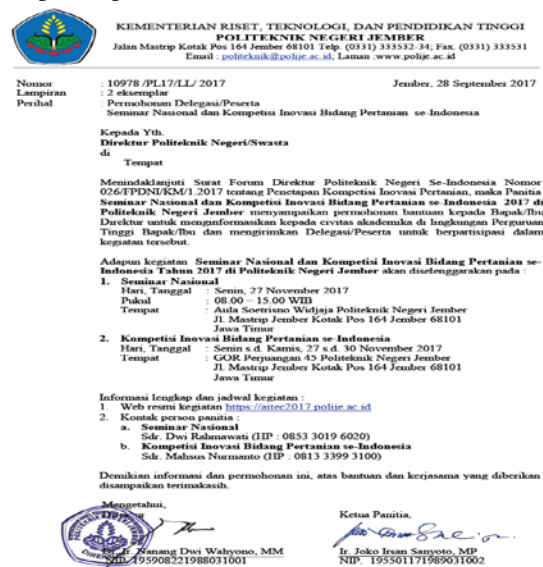 KEMENTERIAN RISET, TEKNOLOGI, DAN PENDIDIKAN TINGGI
POLITEKNIK NEGERI JEMBER
Jalan Mastrip Kotak Pos 164 Jember 68101 Telp. (0331) 333532-34; Fax. (0331) 333531
Email : politeknik@polije.ac.id; Laman :www.polije.ac.id
Nomor : 10978 /PL17/LL/ 2017 Jember, 28 September 2017
Lampiran : 2 eksemplar
Perihal : Permohonan Delegasi/Peserta
Seminar Nasional dan Kompetisi Inovasi Bidang Pertanian se-Indonesia
Kepada Yth.
Direktur Politeknik Negeri/Swasta
di
Tempat
Menindaklanjuti Surat Forum Direktur Politeknik Negeri Se-Indonesia Nomor
026/FPDNI/KM/1.2017 tentang Penetapan Kompetisi Inovasi Pertanian, maka Panitia
Seminar Nasional dan Kompetisi Inovasi Bidang Pertanian se-Indonesia 2017 di
Politeknik Negeri Jember menyampaikan permohonan bantuan kepada Bapak/Ibu
Direktur untuk menginformasikan kepada civitas akademika di lingkungan Perguruan
Tinggi Bapak/Ibu dan mengirimkan Delegasi/Peserta untuk berpartisipasi dalam
kegiatan tersebut.
Adapun kegiatan Seminar Nasional dan Kompetisi Inovasi Bidang Pertanian se-
Indonesia Tahun 2017 di Politeknik Negeri Jember akan diselenggarakan pada :
1. Seminar Nasional
Hari, Tanggal : Senin, 27 November 2017
Pukul : 08.00 – 15.00 WIB
Tempat : Aula Soetrisno Widjaja Politeknik Negeri Jember
Jl. Mastrip Jember Kotak Pos 164 Jember 68101
Jawa Timur
2. Kompetisi Inovasi Bidang Pertanian se-Indonesia
Hari, Tanggal : Senin s.d. Kamis, 27 s.d. 30 November 2017
Tempat : GOR Perjuangan 45 Politeknik Negeri Jember
Jl. Mastrip Jember Kotak Pos 164 Jember 68101
Jawa Timur
Informasi lengkap dan jadwal kegiatan :
1. Web resmi kegiatan https://aitec2017.polije.ac.id
2. Kontak person panitia :
a. Seminar Nasional
Sdr. Dwi Rahmawati (HP : 0853 3019 6020)
b. Kompetisi Inovasi Bidang Pertanian se-Indonesia
Sdr. Mahsus Nurmanto (HP : 0813 3399 3100)
Demikian informasi dan permohonan ini, atas bantuan dan kerjasama yang diberikan
disampaikan terimakasih.
Mengetahui,
Ketua Panitia,
Ir. Nanang Dwi Wahyono, MM Ir. Joko Irsan Sanyoto, MP
NIP. 195908221988031001 NIP. 195501171989031002